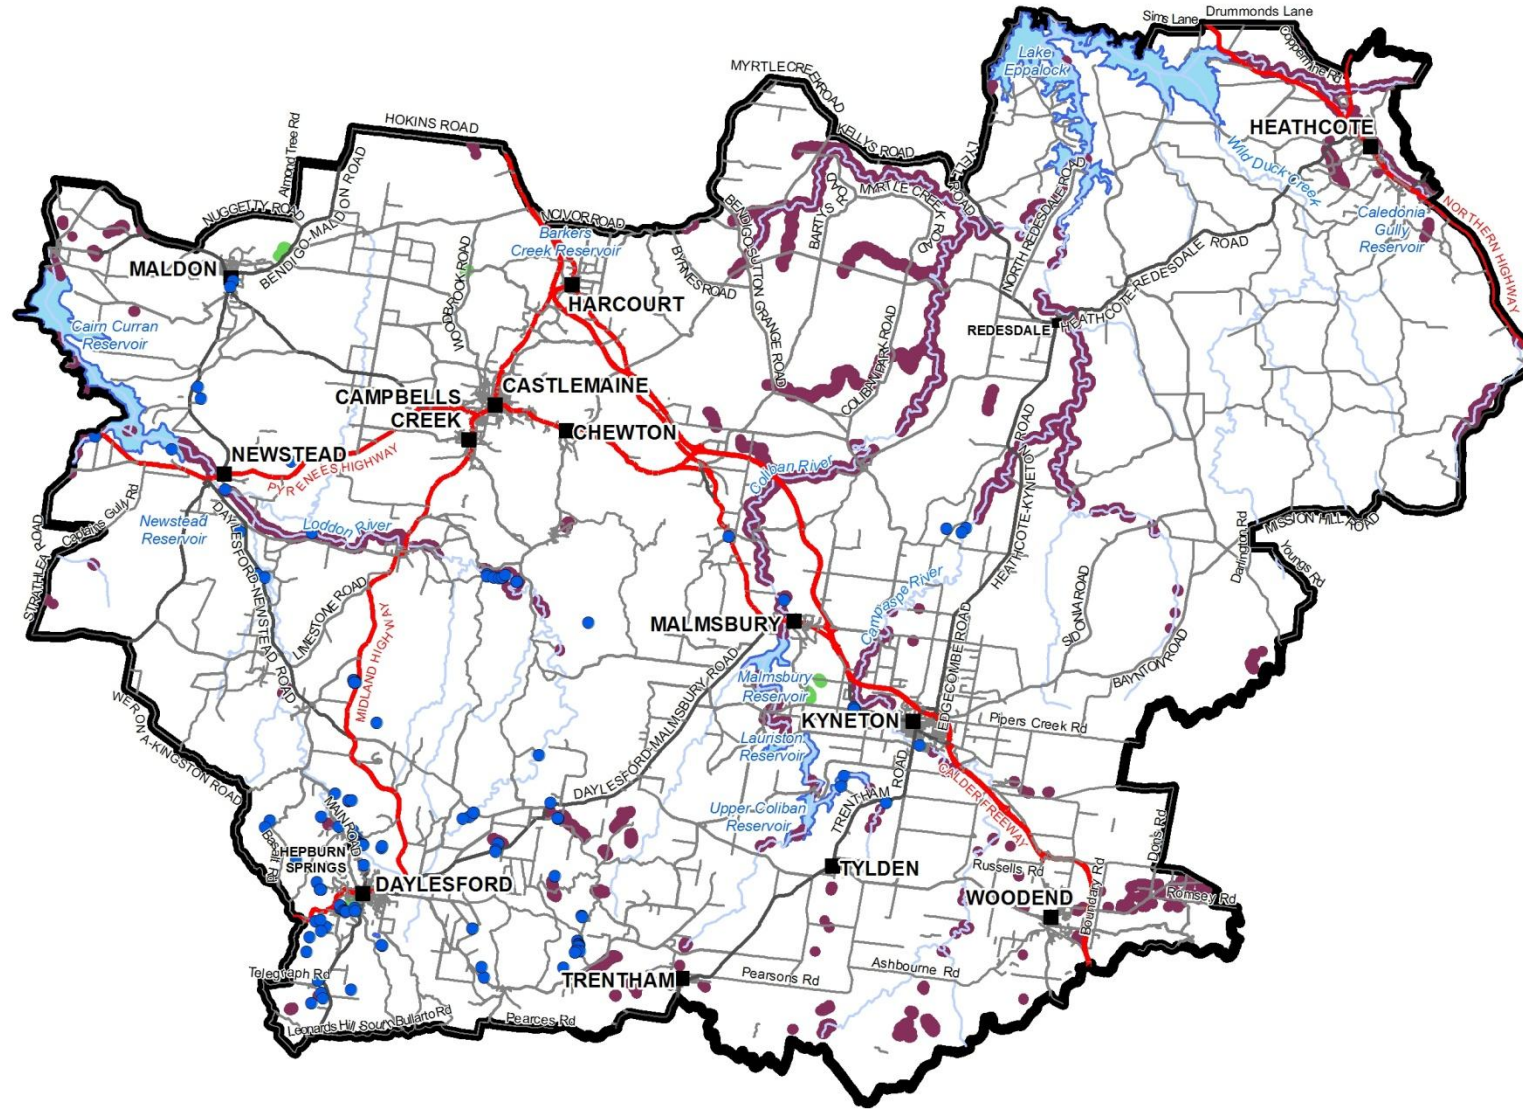 Sims Lane
Drummonds Lane
Coppermine Rd
Lake
Eppalock
MYRTLE CREEK ROAD
HOKINS ROAD
KELLYS ROAD
HEATHCOTE
Almond Tree Rd
LYELL ROAD
Wild Duck Creek
NUGGETTY ROAD
BENDIGO-MALDON ROAD
MCIVOR ROAD
Barkers
Creek Reservoir
BENDIGO-SUTTON GRANGE ROAD
BARTYS ROAD
MYRTLE CREEK ROAD
NORTH REDESDALE ROAD
NORTHERN HIGHWAY
Caledonia
Gully
Reservoir
MALDON
BYRNES ROAD
WOODBROOK ROAD
HARCOURT
HEATHCOTE-REDESDALE ROAD
REDESDALE
Cairn Curran
Reservoir
COLIBAN PARK ROAD
CASTLEMAINE
CAMPBELLS
CREEK
CHEWTON
NEWSTEAD
PYRENEES HIGHWAY
Coliban River
HEATHCOTE-KYNETON ROAD
Captains Gully Rd
Newstead
Reservoir
Loddon River
STRATHLEA ROAD
DAYLESFORD-NEWSTEAD ROAD
MISSION HILL ROAD
Darlington Rd
Youngs Rd
LIMESTONE ROAD
MIDLAND HIGHWAY
Campaspe River
SIDONIA ROAD
MALMSBURY
EDGECOMBE ROAD
BAYNTON ROAD
Malmsbury
Reservoir
WERONA-KINGSTON ROAD
DAYLESFORD-MALMSBURY ROAD
KYNETON
Pipers Creek Rd
Lauriston
Reservoir
CALDER FREEWAY
MAIN ROAD
Upper Coliban
Reservoir
TRENTHAM ROAD
Basalt Rd
HEPBURN
SPRINGS
Dons Rd
DAYLESFORD
TYLDEN
Russells Rd
Boundary Rd
WOODEND
Romsey Rd
Telegraph Rd
TRENTHAM
Pearsons Rd
Ashbourne Rd
Leonards Hill-South Bullarto Rd
Pearces Rd